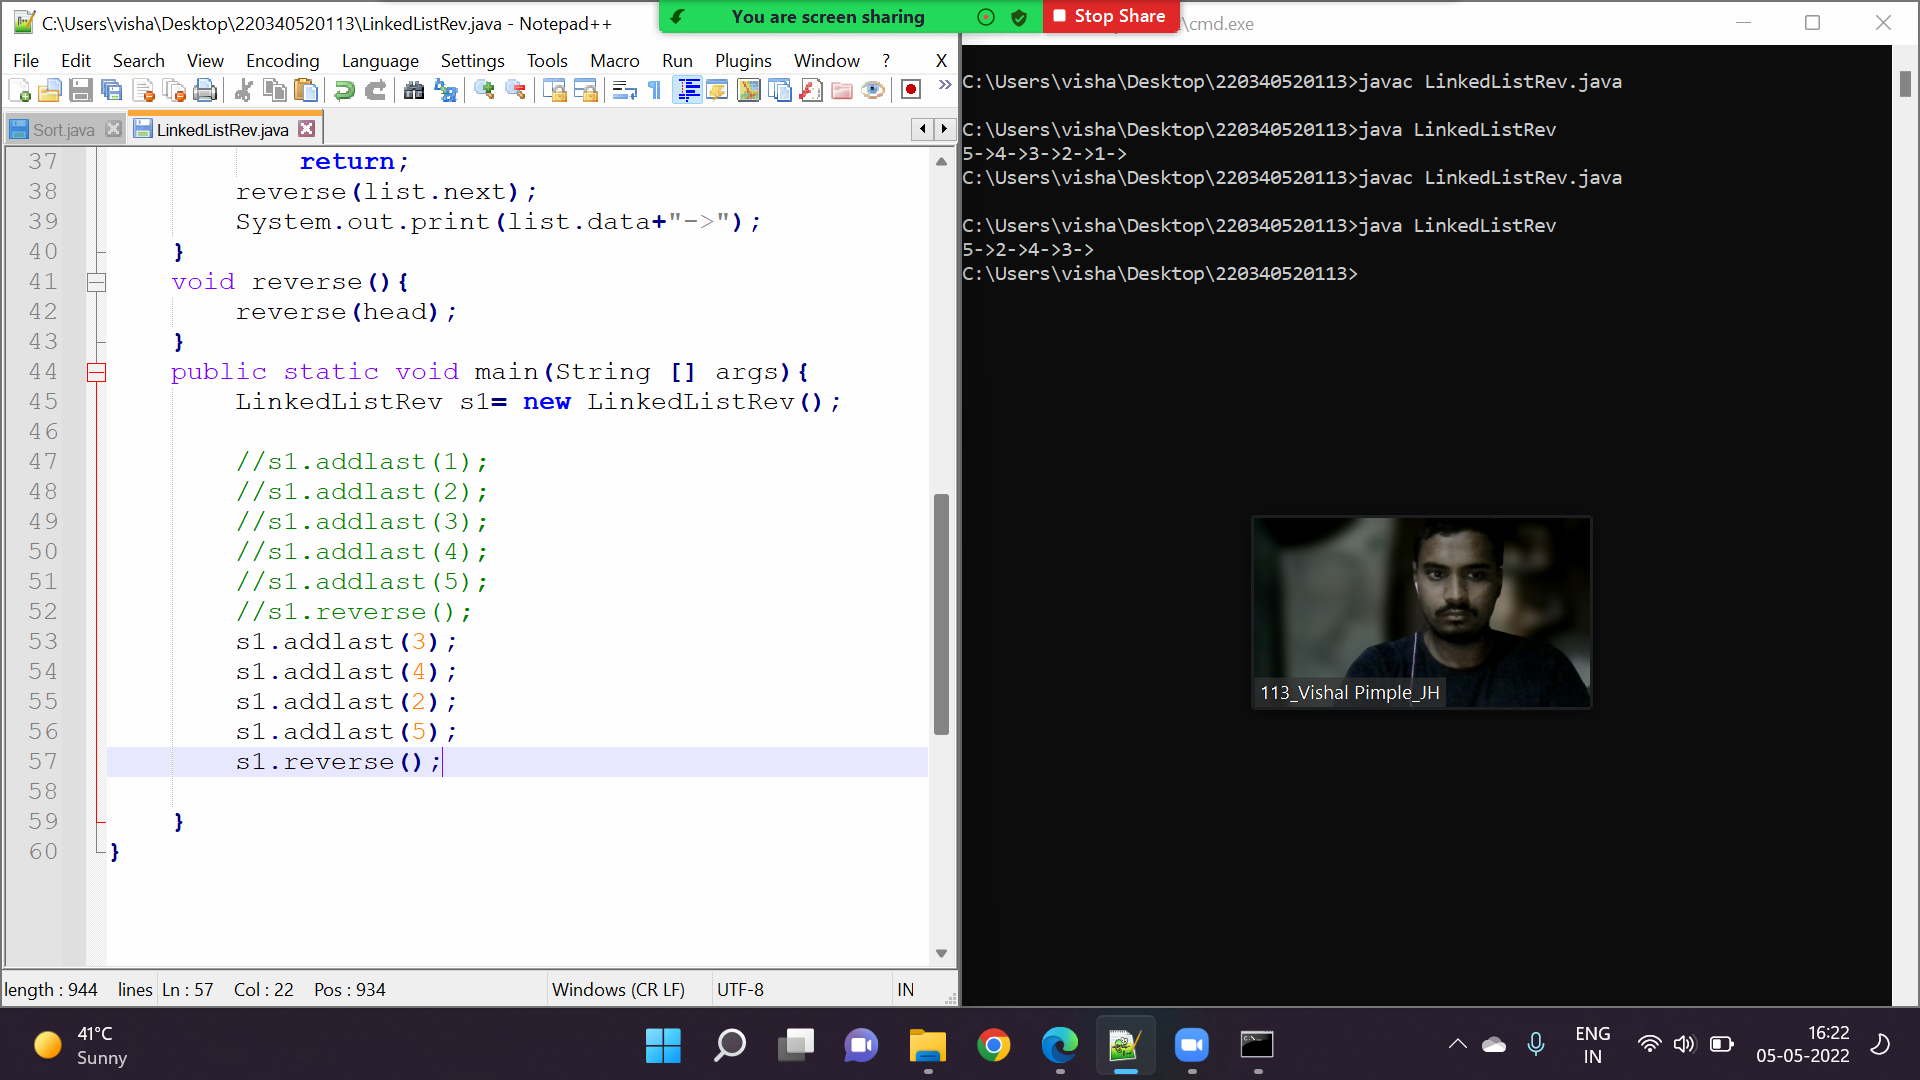 C:\Users\visha\Desktop\220340520113\LinkedListRev.java - Notepad++
You are screen sharing
Stop Share
\cmd.exe
File Edit Search View Encoding Language Settings Tools Macro Run Plugins Window ? X
Sort.java
LinkedListRev.java
37 return;
38 reverse(list.next);
39 System.out.print(list.data+"->");
40 }
41 void reverse(){
42 reverse(head);
43 }
44 public static void main(String [] args){
45 LinkedListRev s1= new LinkedListRev();
46
47 //s1.addlast(1);
48 //s1.addlast(2);
49 //s1.addlast(3);
50 //s1.addlast(4);
51 //s1.addlast(5);
52 //s1.reverse();
53 s1.addlast(3);
54 s1.addlast(4);
55 s1.addlast(2);
56 s1.addlast(5);
57 s1.reverse();
58
59 }
60 }
length : 944 lines Ln : 57 Col : 22 Pos : 934 Windows (CR LF) UTF-8 IN
C:\Users\visha\Desktop\220340520113>javac LinkedListRev.java
C:\Users\visha\Desktop\220340520113>java LinkedListRev
5->4->3->2->1->
C:\Users\visha\Desktop\220340520113>javac LinkedListRev.java
C:\Users\visha\Desktop\220340520113>java LinkedListRev
5->2->4->3->
C:\Users\visha\Desktop\220340520113>
113_Vishal Pimple_JH
41°C
Sunny
ENG
IN
16:22
05-05-2022